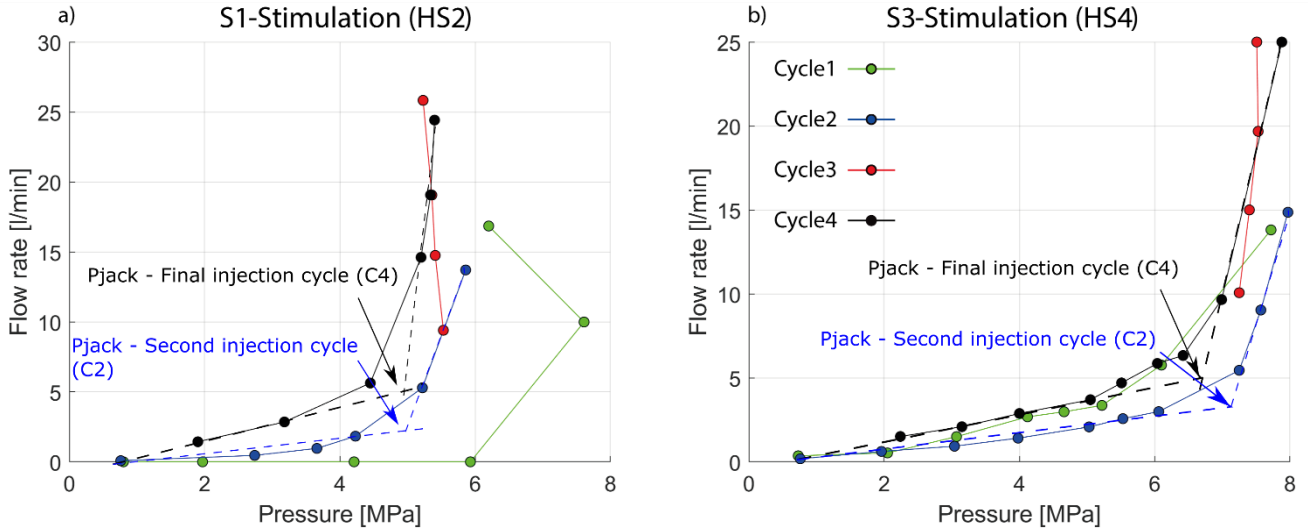 a)
S1-Stimulation (HS2)
30
25
20
15
10
5
0
Flow rate [l/min]
Pjack - Final injection cycle (C4)
Pjack - Second injection cycle
(C2)
0
2
4
6
8
Pressure [MPa]
b)
S3-Stimulation (HS4)
25
20
15
10
5
0
Flow rate [l/min]
Cycle1
Cycle2
Cycle3
Cycle4
Pjack - Final injection cycle (C4)
Pjack - Second injection cycle (C2)
0
2
4
6
8
Pressure [MPa]